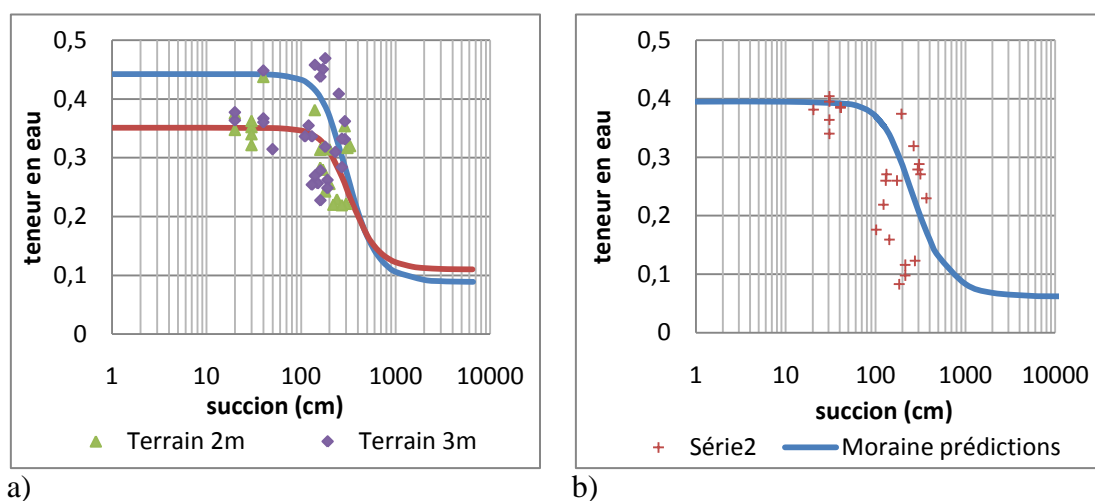 teneur en eau
0,5
0,4
0,3
0,2
0,1
0
1 10 100 1000 10000
succion (cm)
Terrain 2m Terrain 3m
a)
teneur en eau
0,5
0,4
0,3
0,2
0,1
0
1 10 100 1000 10000
succion (cm)
Série2 Moraine prédictions
b)